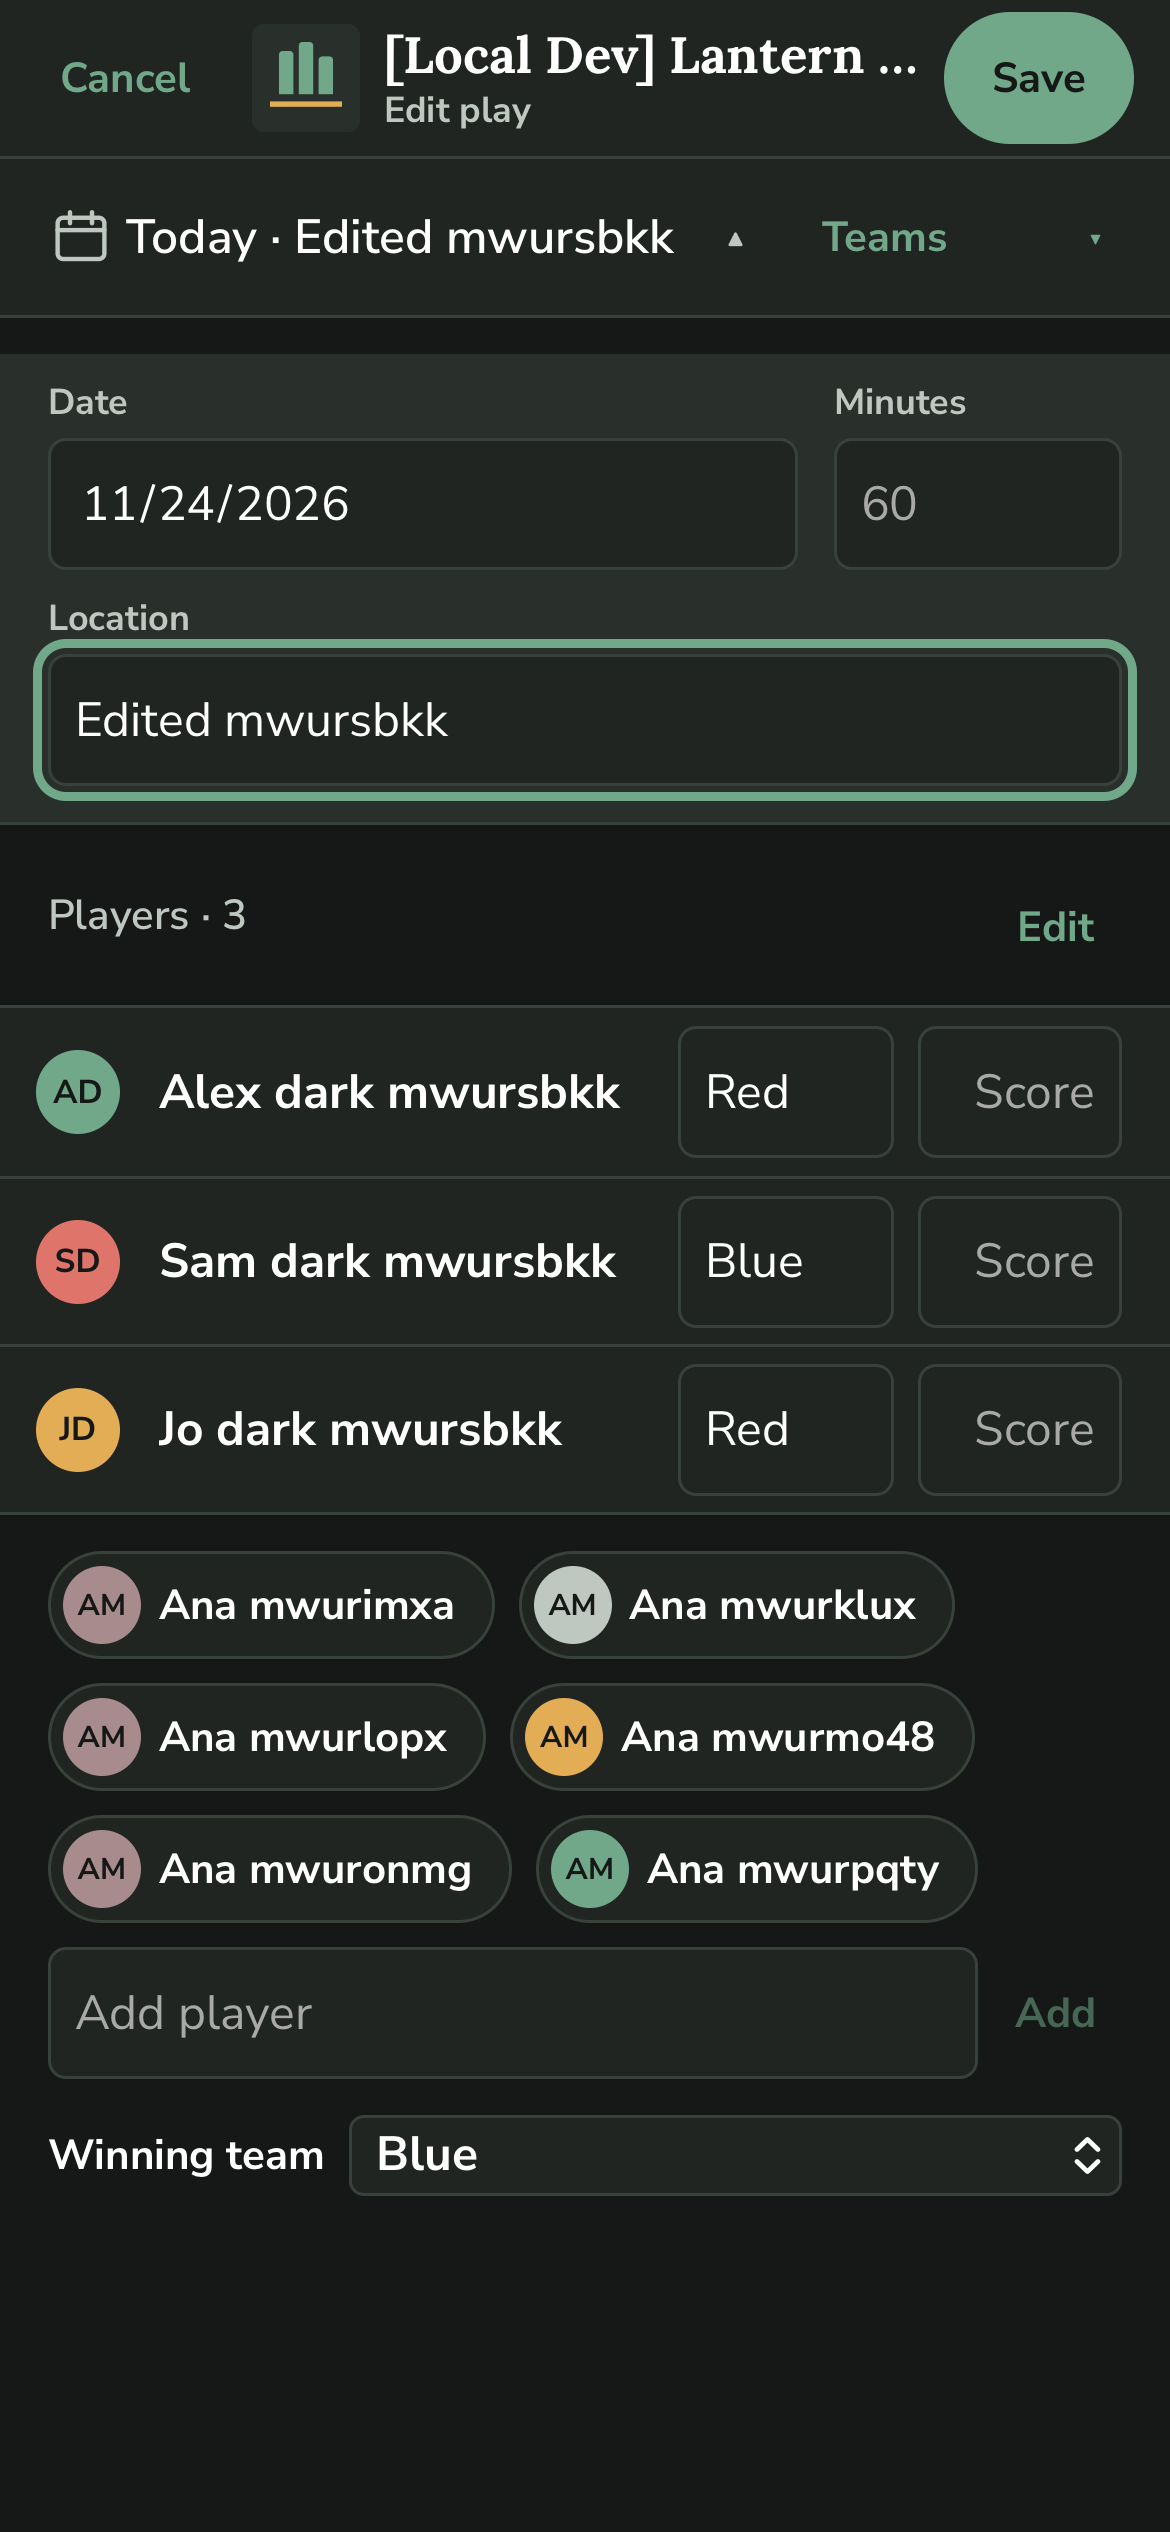 Cancel
[Local Dev] Lantern ...
Edit play
Save
Today · Edited mwursbkk
Teams
Date
Minutes
11/24/2026
60
Location
Edited mwursbkk
Players · 3
Edit
AD Alex dark mwursbkk Red Score
SD Sam dark mwursbkk Blue Score
JD Jo dark mwursbkk Red Score
AM Ana mwurimxa AM Ana mwurklux
AM Ana mwurlopx AM Ana mwurmo48
AM Ana mwuronmg AM Ana mwurpqty
Add player Add
Winning team Blue